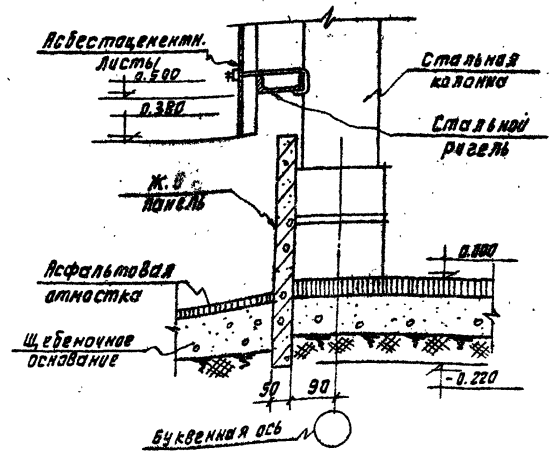 Асбестоцементн.
листы
0.500
0.380
Стальная
колонна
Стальной
ригель
Ж.б
панель
0.000
Асфальтовая
отмостка
Щебеночное
основание
-0.220
50 90
Буквенная ось